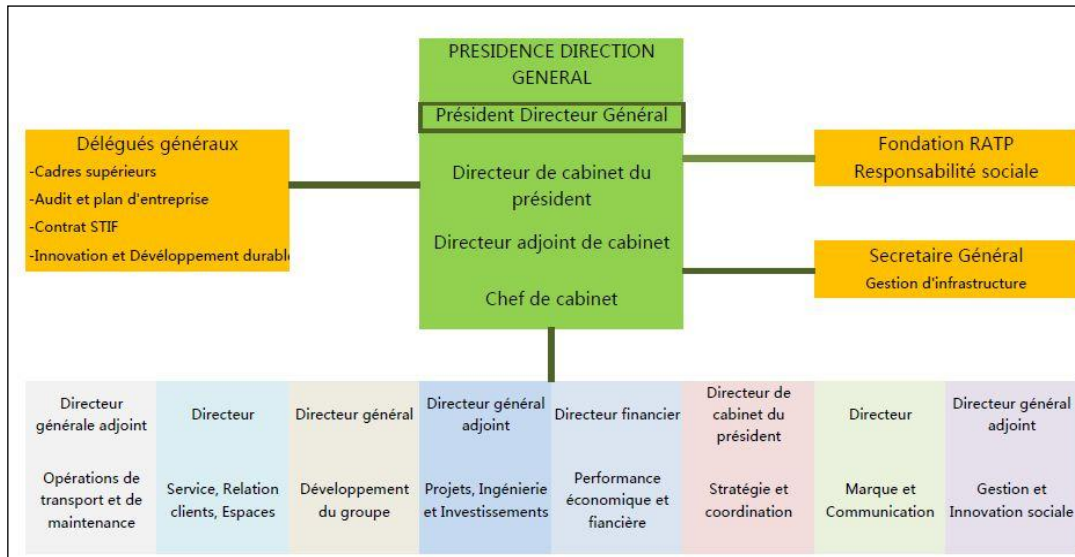 PRESIDENCE DIRECTION
GENERAL
Président Directeur Général
Directeur de cabinet du
président
Directeur adjoint de cabinet
Chef de cabinet
Délégués généraux
-Cadres supérieurs
-Audit et plan d'entreprise
-Contrat STIF
-Innovation et Dévéloppement durable
Fondation RATP
Responsabilité sociale
Secretaire Général
Gestion d'infrastructure
Directeur
générale adjoint
Opérations de
transport et de
maintenance
Directeur
Service, Relation
clients, Espaces
Directeur général
Développement
du groupe
Directeur général
adjoint
Projets, Ingénierie
et Investissements
Directeur financier
Performance
économique et
fiancière
Directeur de
cabinet du
président
Stratégie et
coordination
Directeur
Marque et
Communication
Directeur général
adjoint
Gestion et
Innovation sociale